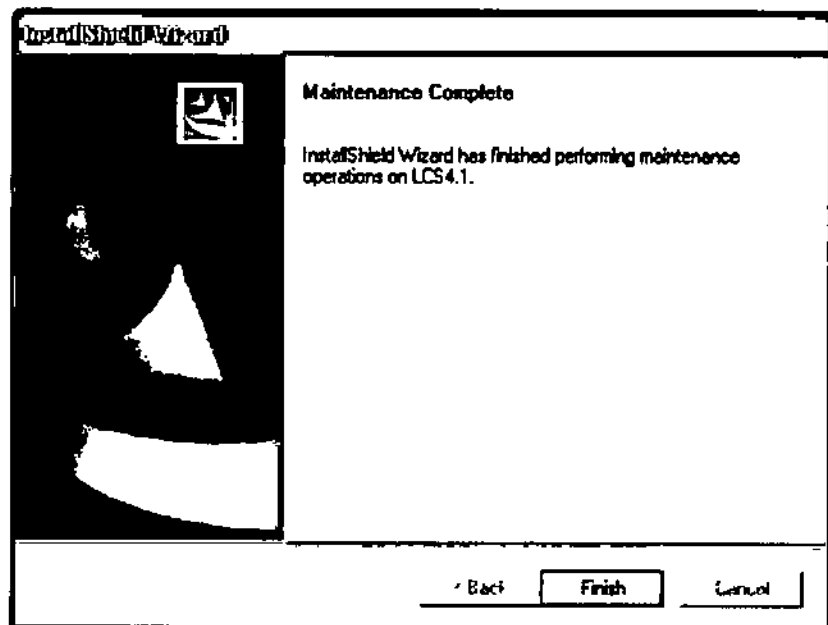 InstallShield Wizard
Maintenance Complete
InstallShield Wizard has finished performing maintenance
operations on LCS4.1.
< Back
Finish
Cancel